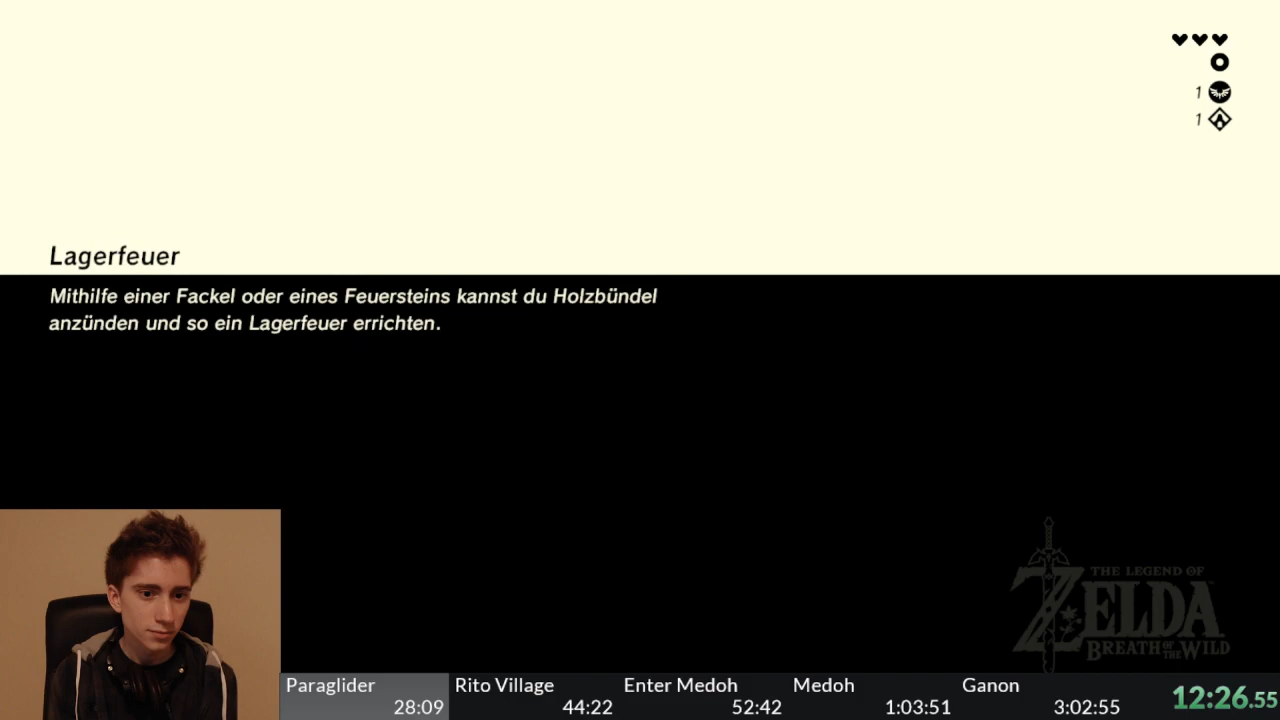 1
1
Lagerfeuer
Mithilfe einer Fackel oder eines Feuersteins kannst du Holzbündel
anzünden und so ein Lagerfeuer errichten.
THE LEGEND OF
ZELDA
BREATH OF THE WILD
Paraglider Rito Village Enter Medoh Medoh Ganon
28:09 44:22 52:42 1:03:51 3:02:55 12:26.55